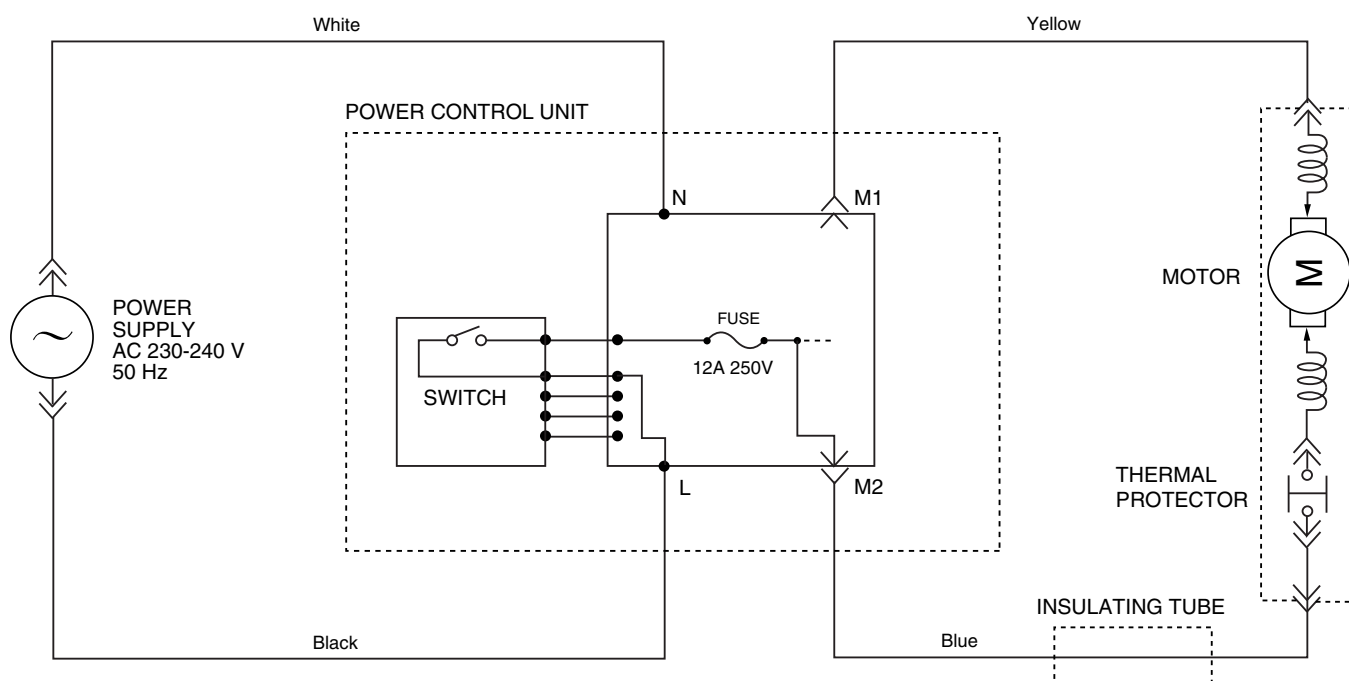 White
Yellow
POWER CONTROL UNIT
N
M1
MOTOR
M
POWER
SUPPLY
AC 230-240 V
50 Hz
FUSE
12A 250V
SWITCH
L
M2
THERMAL
PROTECTOR
INSULATING TUBE
Black
Blue